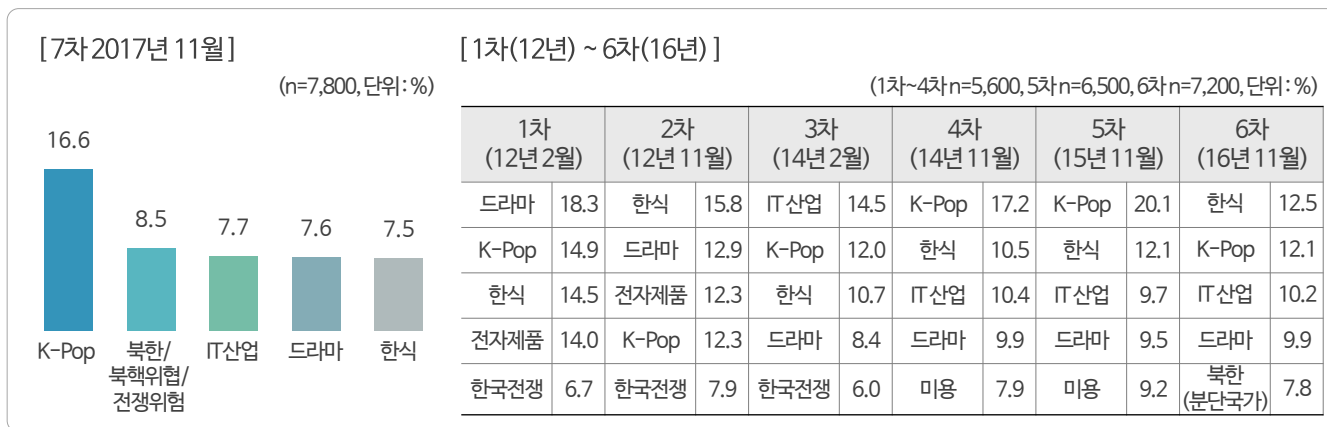 [ 7차 2017년 11월 ]
(n=7,800, 단위 : %)
16.6
8.5
7.7
7.6
7.5
K-Pop
북한/
북핵위협/
전쟁위험
IT산업
드라마
한식
[ 1차(12년) ~ 6차(16년) ]
(1차~4차 n=5,600, 5차 n=6,500, 6차 n=7,200, 단위 : %)
1차 2차 3차 4차 5차 6차
(12년 2월) (12년 11월) (14년 2월) (14년 11월) (15년 11월) (16년 11월)
드라마 18.3 한식 15.8 IT 산업 14.5 K-Pop 17.2 K-Pop 20.1 한식 12.5
K-Pop 14.9 드라마 12.9 K-Pop 12.0 한식 10.5 한식 12.1 K-Pop 12.1
한식 14.5 전자제품 12.3 한식 10.7 IT 산업 10.4 IT 산업 9.7 IT 산업 10.2
전자제품 14.0 K-Pop 12.3 드라마 8.4 드라마 9.9 드라마 9.5 드라마 9.9
한국전쟁 6.7 한국전쟁 7.9 한국전쟁 6.0 미용 7.9 미용 9.2 북한 (분단국가) 7.8